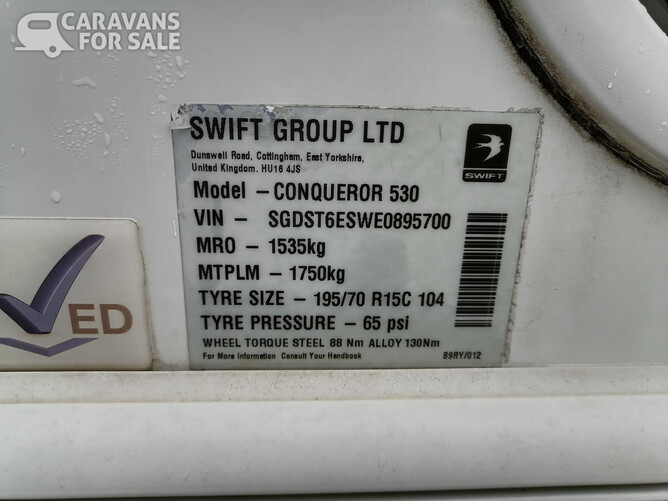 CARAVANS
FOR SALE
SWIFT GROUP LTD
Dunswell Road, Cottingham, East Yorkshire,
United Kingdom. HU16 4JS
SWIFT
Model - CONQUEROR 530
VIN - SGDST6ESWE0895700
MRO - 1535kg
MTPLM - 1750kg
TYRE SIZE - 195/70 R15C 104
TYRE PRESSURE - 65 psi
WHEEL TORQUE STEEL 88 Nm ALLOY 130Nm
For More Information Consult Your Handbook
89RY/012
ED